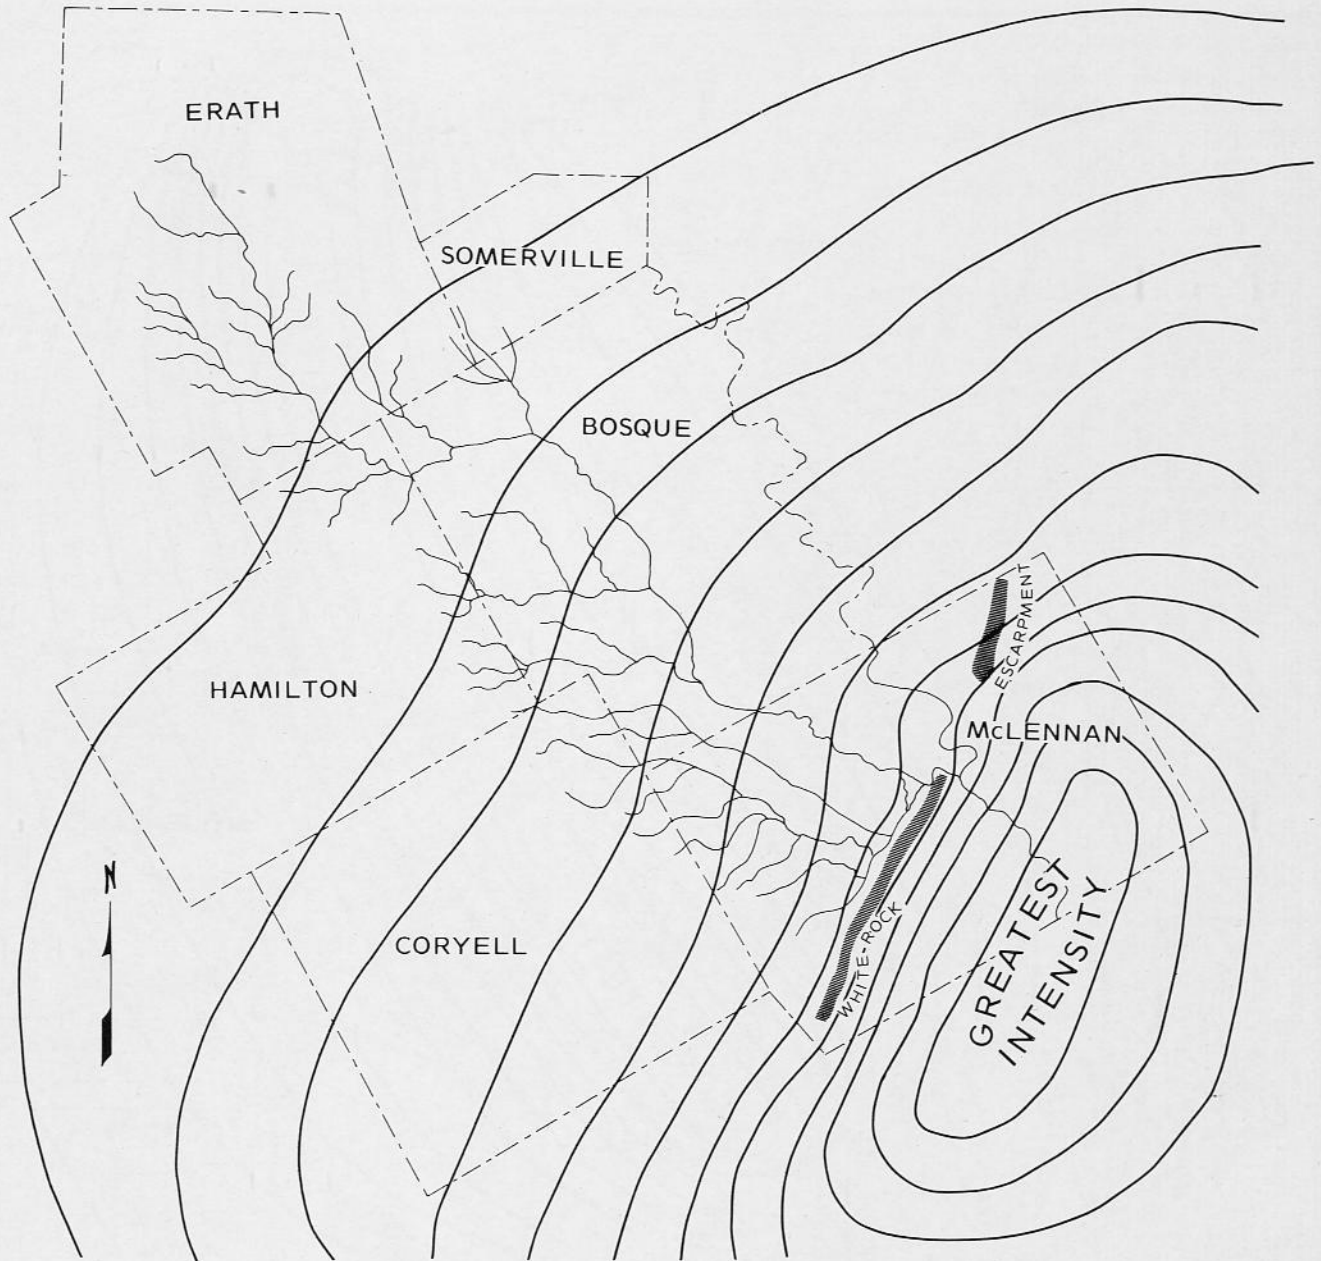 ERATH
SOMERVILLE
BOSQUE
ESCARPMENT
HAMILTON
McLENNAN
N
GREATEST
INTENSITY
WHITE-ROCK
CORYELL